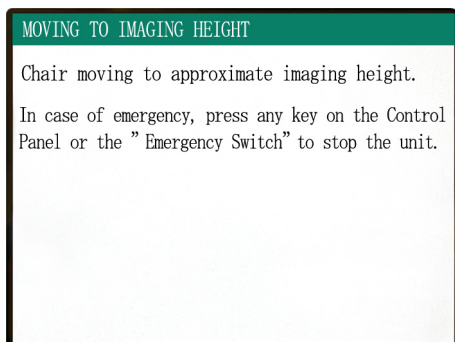 MOVING TO IMAGING HEIGHT
Chair moving to approximate imaging height.
In case of emergency, press any key on the Control
Panel or the ” Emergency Switch” to stop the unit.